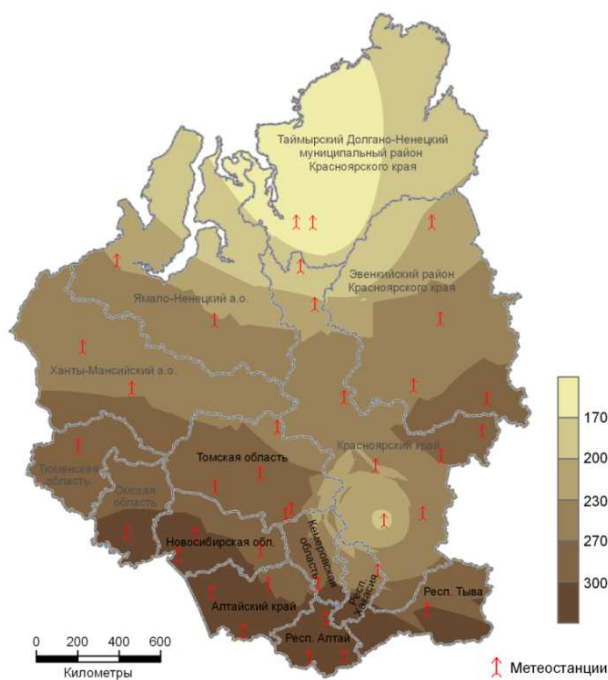 Таймырский Долгано-Ненецкий
муниципальный район
Красноярского края
Эвенкийский район
Красноярского края
Ямало-Ненецкий а.о.
Ханты-Мансийский а.о.
Красноярский край
Томская область
Тюменская
область
Омская
область
Новосибирская обл.
Кемеровская
область
Респ.
Хакасия
Респ. Тыва
Алтайский край
Респ. Алтай
170
200
230
270
300
0 200 400 600
Километры
Метеостанции